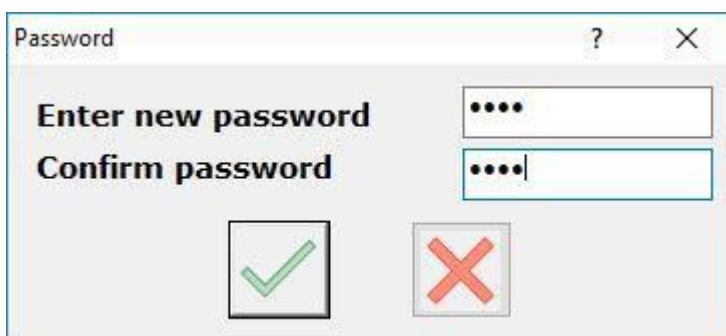 Password ?
Enter new password ••••
Confirm password ••••